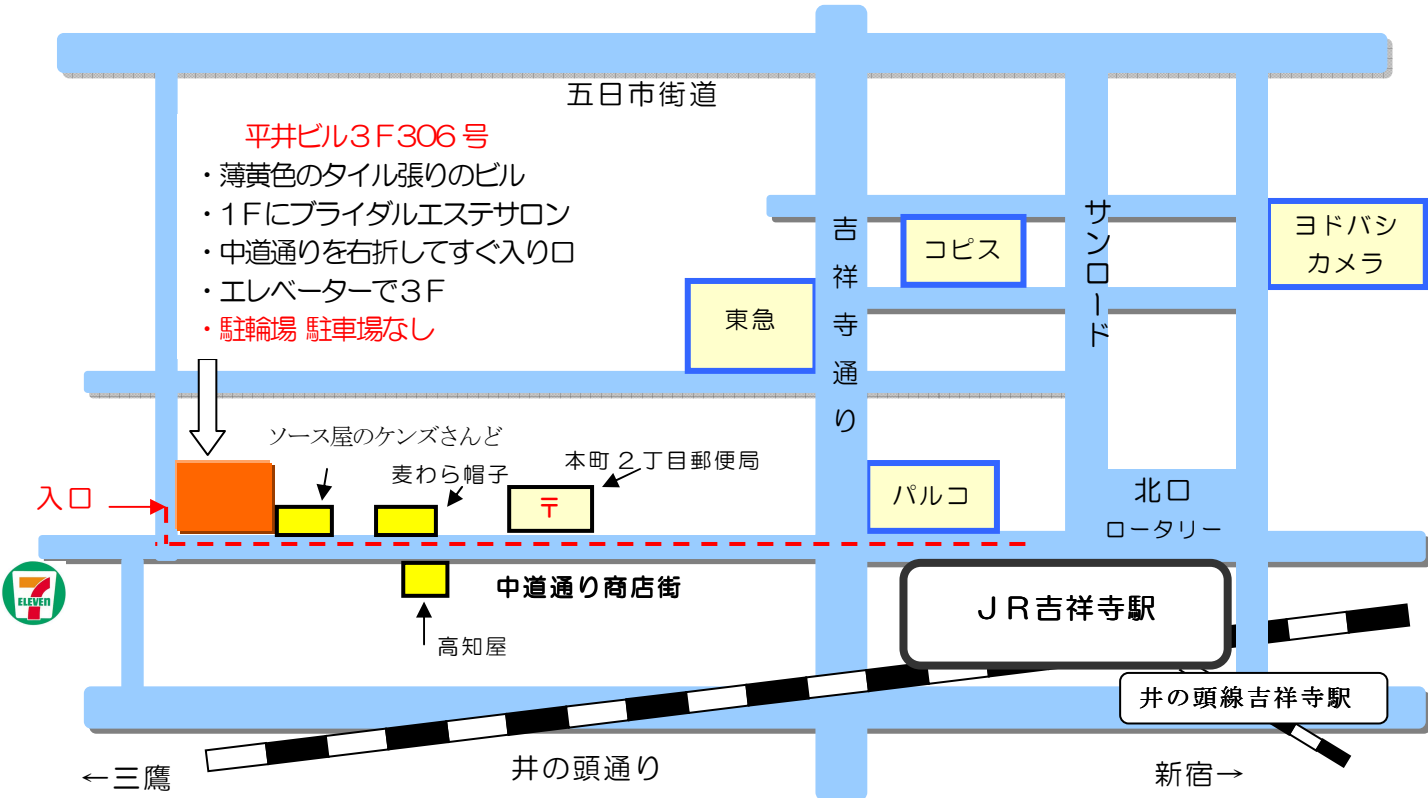 五日市街道
平井ビル3F306号
・薄黄色のタイル張りのビル
・1Fにブライダルエステサロン
・中道通りを右折してすぐ入り口
・エレベーターで3F
・駐輪場 駐車場なし
吉祥寺通り
サンロード
コピス
ヨドバシ
カメラ
東急
ソース屋のケンズさんど
麦わら帽子
本町2丁目郵便局
〒
パルコ
北口
ロータリー
入口
7
ELEVEn
中道通り商店街
高知屋
JR吉祥寺駅
井の頭線吉祥寺駅
←三鷹
井の頭通り
新宿→